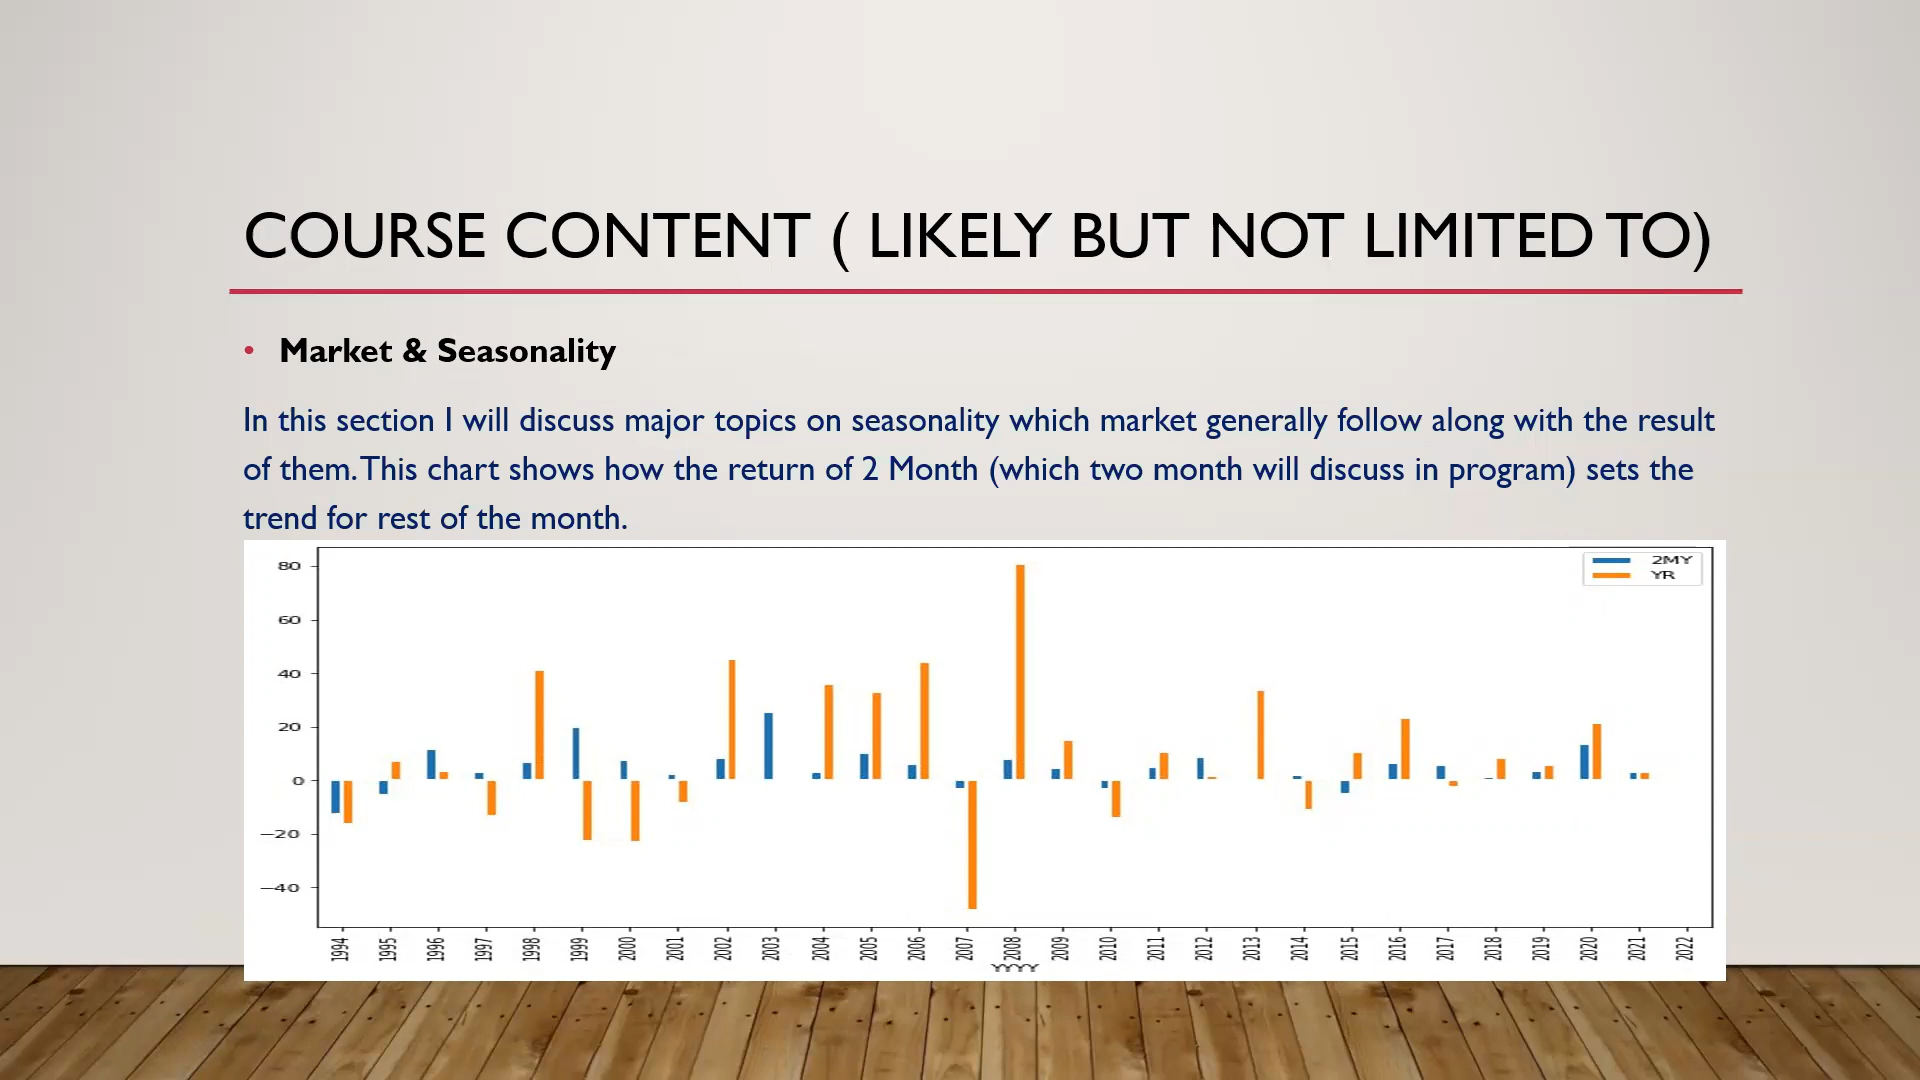 COURSE CONTENT ( LIKELY BUT NOT LIMITED TO)
• Market & Seasonality
In this section I will discuss major topics on seasonality which market generally follow along with the result
of them. This chart shows how the return of 2 Month (which two month will discuss in program) sets the
trend for rest of the month.
2MY
YR
80
60
40
20
0
−20
−40
1994 1995 1996 1997 1998 1999 2000 2001 2002 2003 2004 2005 2006 2007 2008 2009 2010 2011 2012 2013 2014 2015 2016 2017 2018 2019 2020 2021 2022
YYYY